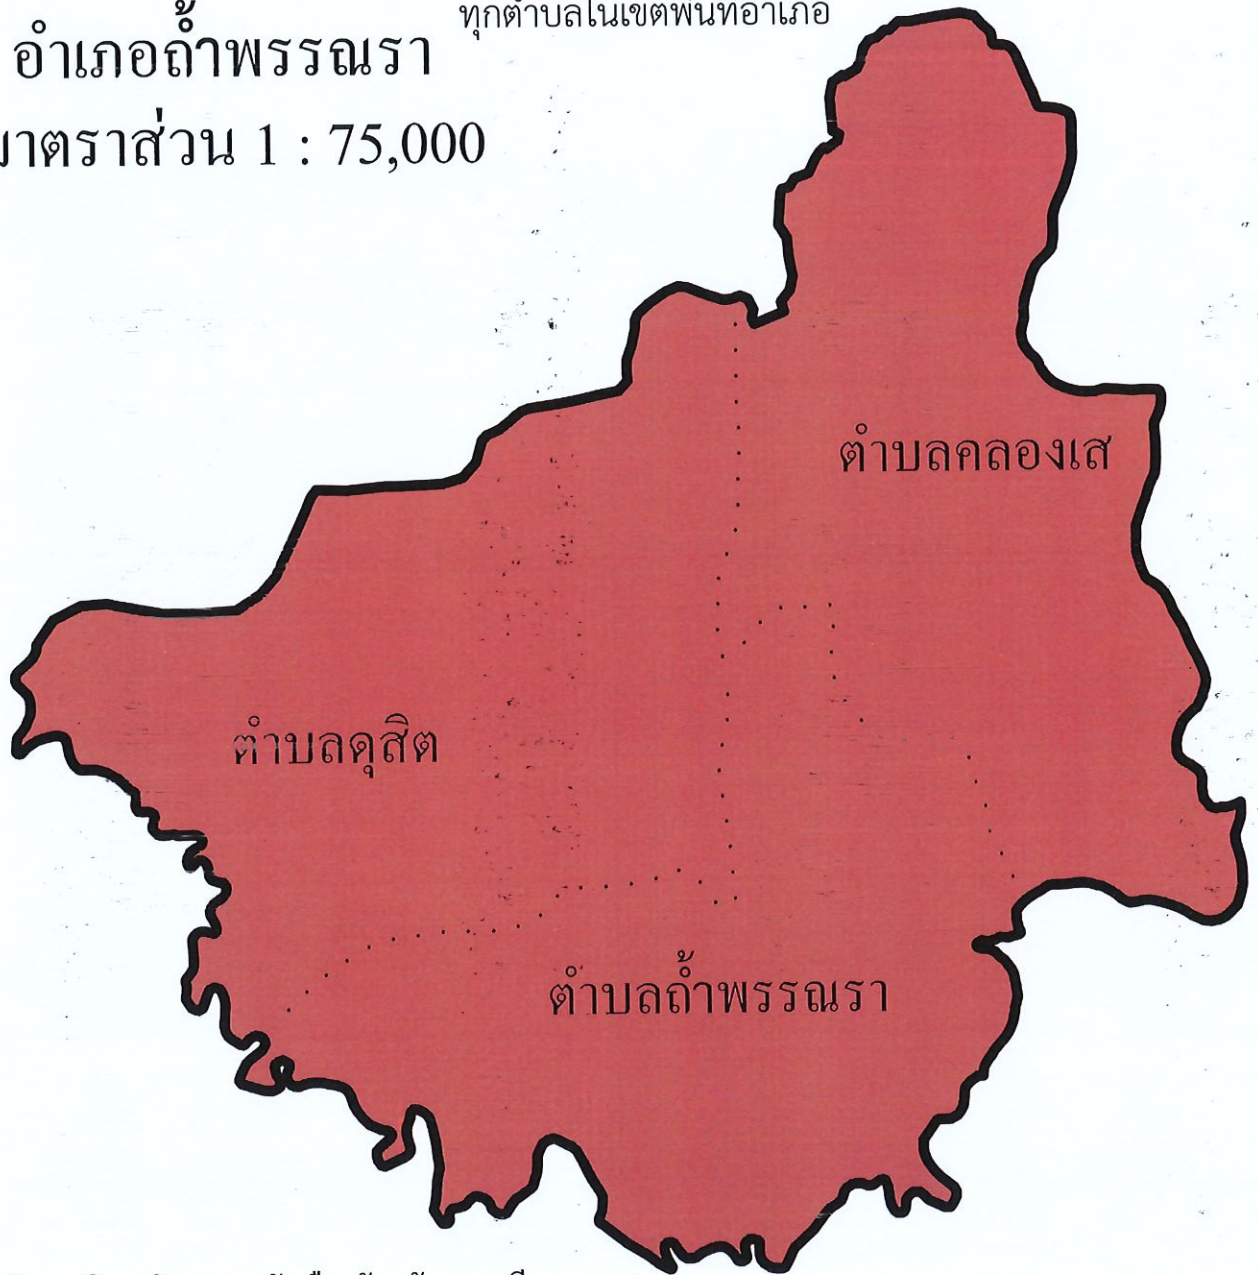 ทุกตำบลในเขตพื้นที่อำเภอ
อำเภอถ้ำพรรณรา
มาตราส่วน 1 : 75,000
ตำบลคลองเส
ตำบลดุสิต
ตำบลถ้ำพรรณรา